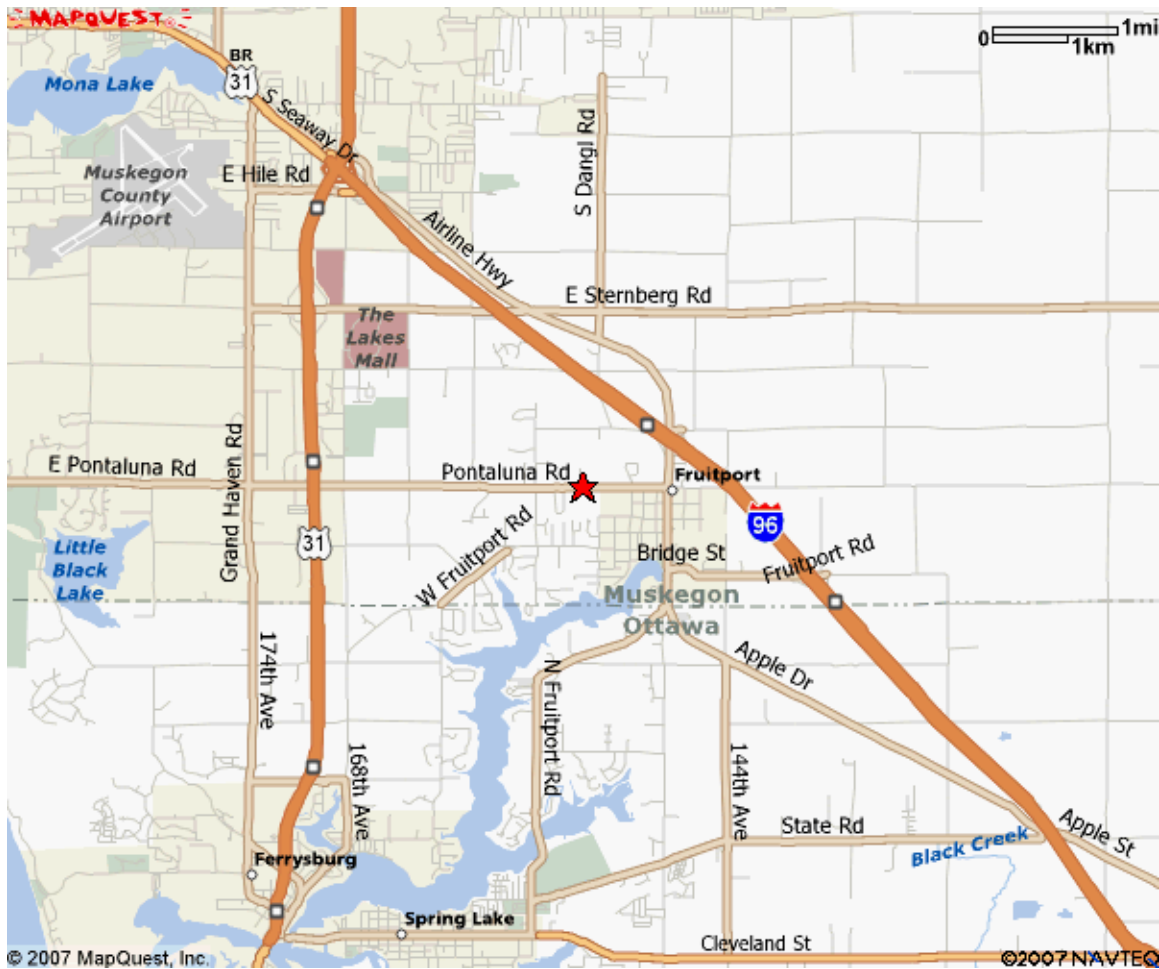 MAPQUEST
0
1mi
1km
BR
31
Mona Lake
S Seaway Dr
S Dangl Rd
Muskegon
County
Airport
E Hile Rd
Airline Hwy
E Sternberg Rd
The
Lakes
Mall
Grand Haven Rd
E Pontaluna Rd
Pontaluna Rd
Fruitport
96
31
Little
Black
Lake
W Fruitport Rd
Bridge St
Fruitport Rd
Muskegon
Ottawa
174th Ave
N Fruitport Rd
Apple Dr
168th Ave
144th Ave
State Rd
Apple St
Black Creek
Ferrysburg
Spring Lake
Cleveland St
© 2007 MapQuest, Inc.
©2007 NAVTEQ